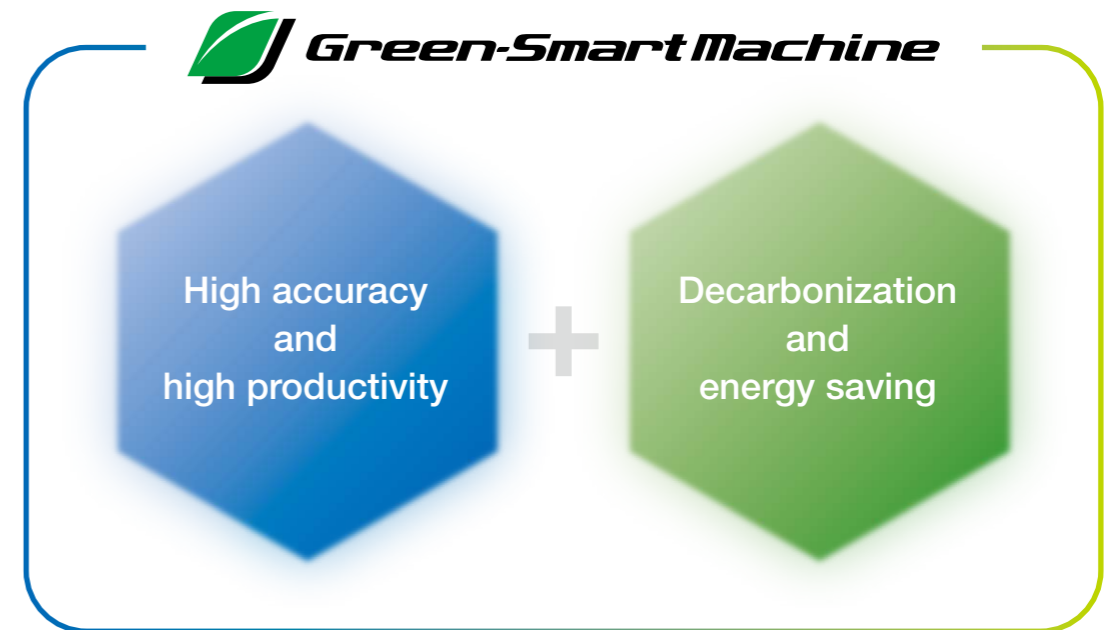 Green-Smart Machine
High accuracy
and
high productivity
+
Decarbonization
and
energy saving